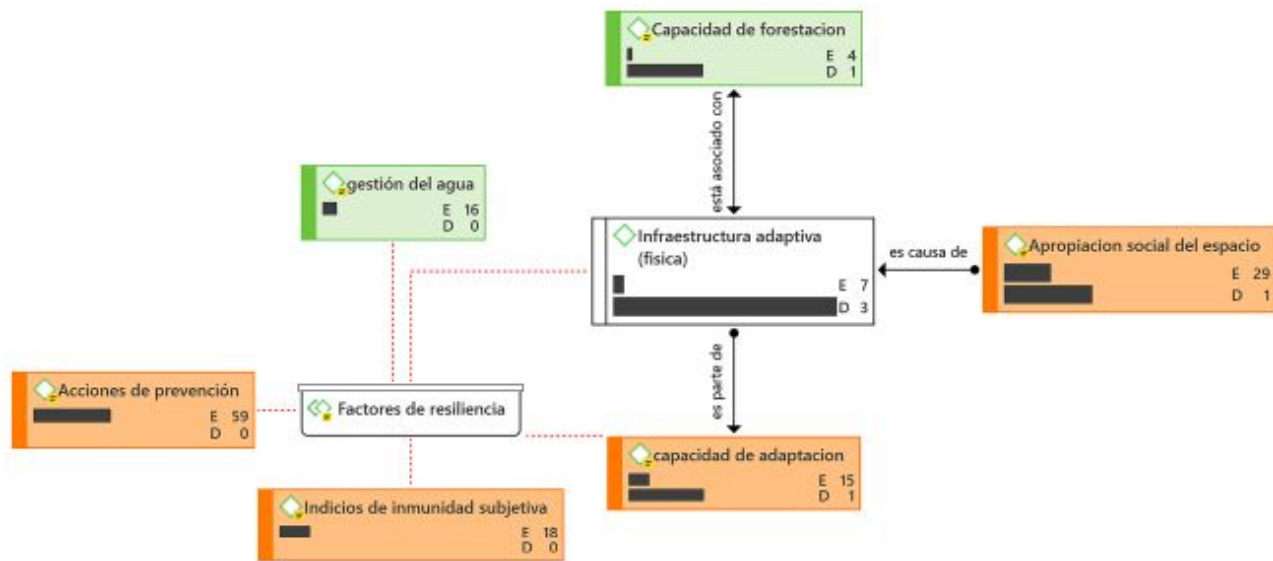 Capacidad de forestacion
E 4
D 1
está asociado con
gestión del agua
E 16
D 0
Infraestructura adaptiva
(fisica)
E 7
D 3
es causa de
Apropiacion social del espacio
E 29
D 1
es parte de
Acciones de prevención
E 59
D 0
Factores de resiliencia
capacidad de adaptacion
E 15
D 1
Indicios de inmunidad subjetiva
E 18
D 0